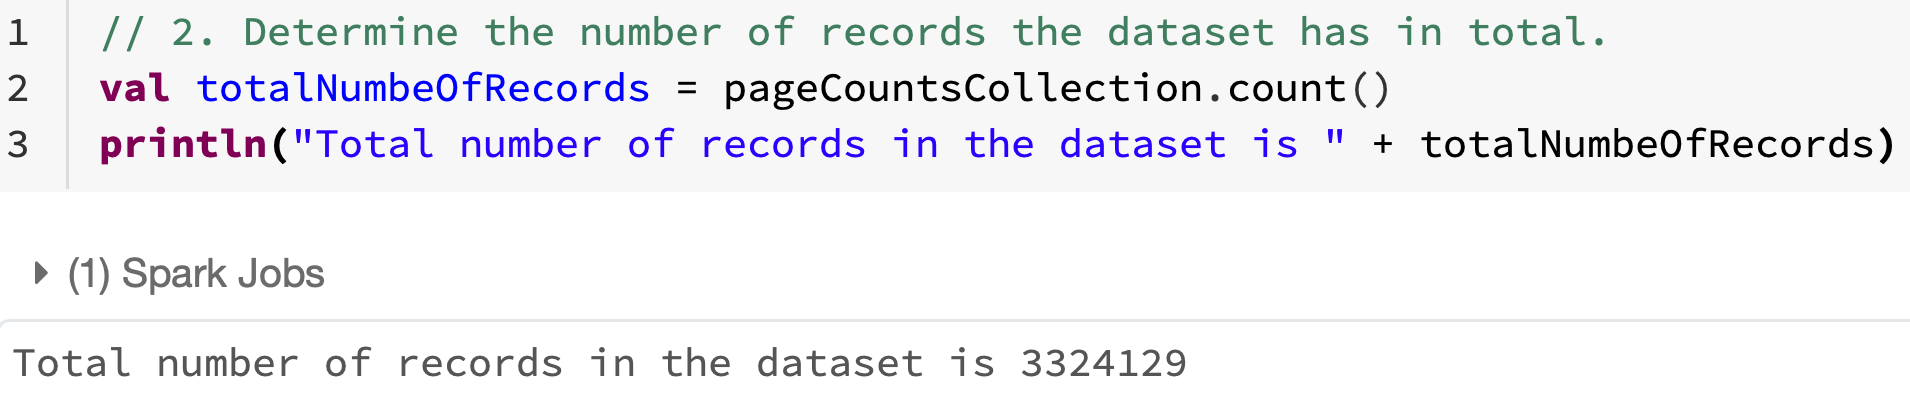 1 // 2. Determine the number of records the dataset has in total.
2 val totalNumbeOfRecords = pageCountsCollection.count()
3 println("Total number of records in the dataset is " + totalNumbeOfRecords)
(1) Spark Jobs
Total number of records in the dataset is 3324129